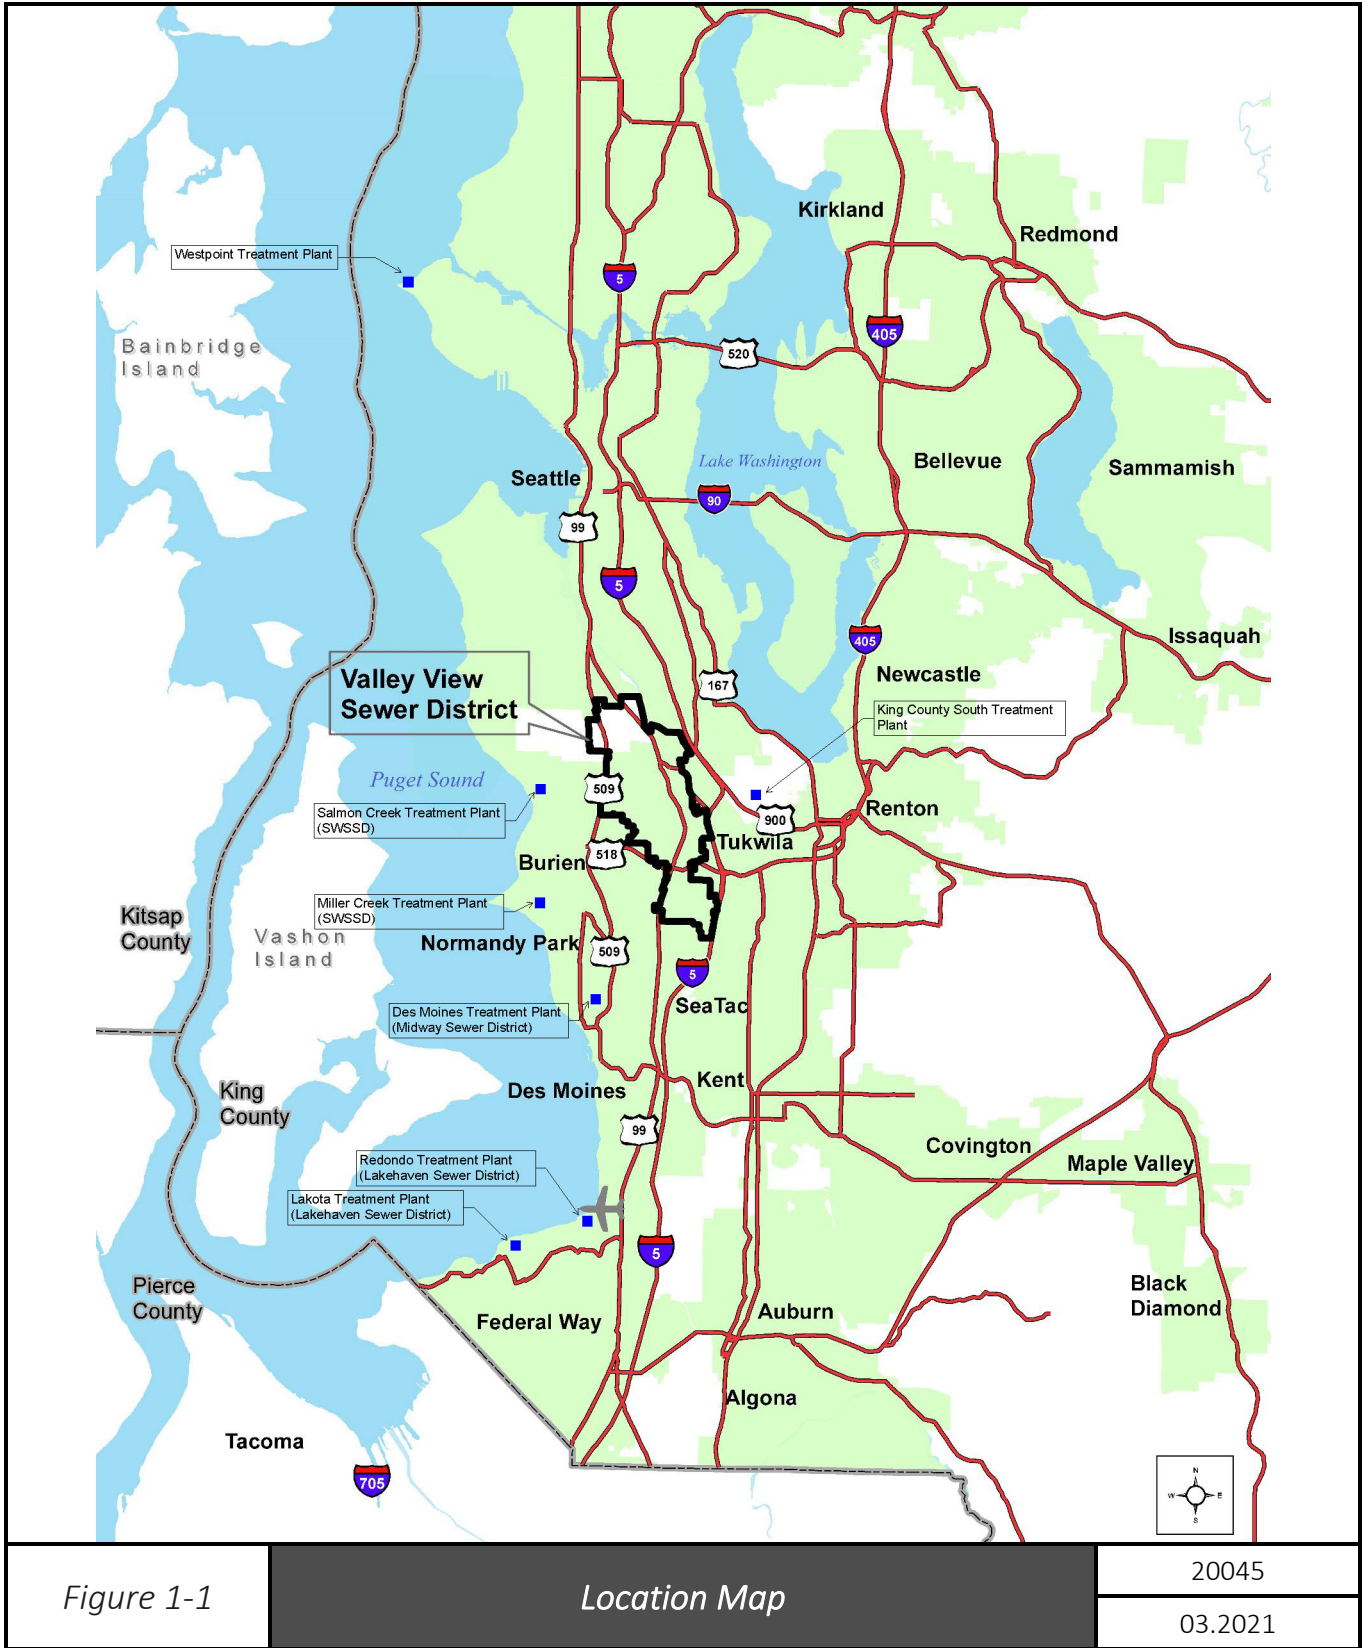 Kirkland
Redmond
Westpoint Treatment Plant
5
405
Bainbridge
Island
520
Lake Washington
Bellevue
Sammamish
Seattle
90
99
5
405
Issaquah
Valley View
Sewer District
Newcastle
167
King County South Treatment
Plant
Puget Sound
509
Salmon Creek Treatment Plant
(SWSSD)
900
Renton
Tukwila
518
Burien
Miller Creek Treatment Plant
(SWSSD)
Kitsap
County
Vashon
Island
Normandy Park
509
5
SeaTac
Des Moines Treatment Plant
(Midway Sewer District)
King
County
Des Moines
Kent
99
Covington
Maple Valley
Redondo Treatment Plant
(Lakehaven Sewer District)
Lakota Treatment Plant
(Lakehaven Sewer District)
5
Pierce
County
Black
Diamond
Federal Way
Auburn
Algona
Tacoma
705
N
W
E
S
Figure 1-1
Location Map
20045
03.2021